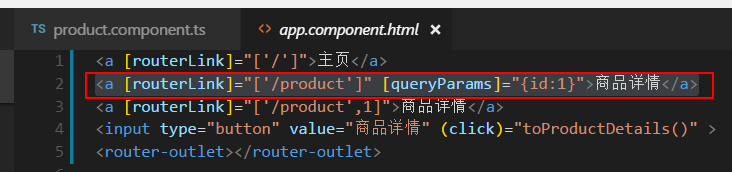 TS product.component.ts <> app.component.html ×
1 <a [routerLink]="['/']">主页</a>
2 <a [routerLink]="['/product']" [queryParams]="{id:1}">商品详情</a>
3 <a [routerLink]="['/product',1]">商品详情</a>
4 <input type="button" value="商品详情" (click)="toProductDetails()" >
5 <router-outlet></router-outlet>